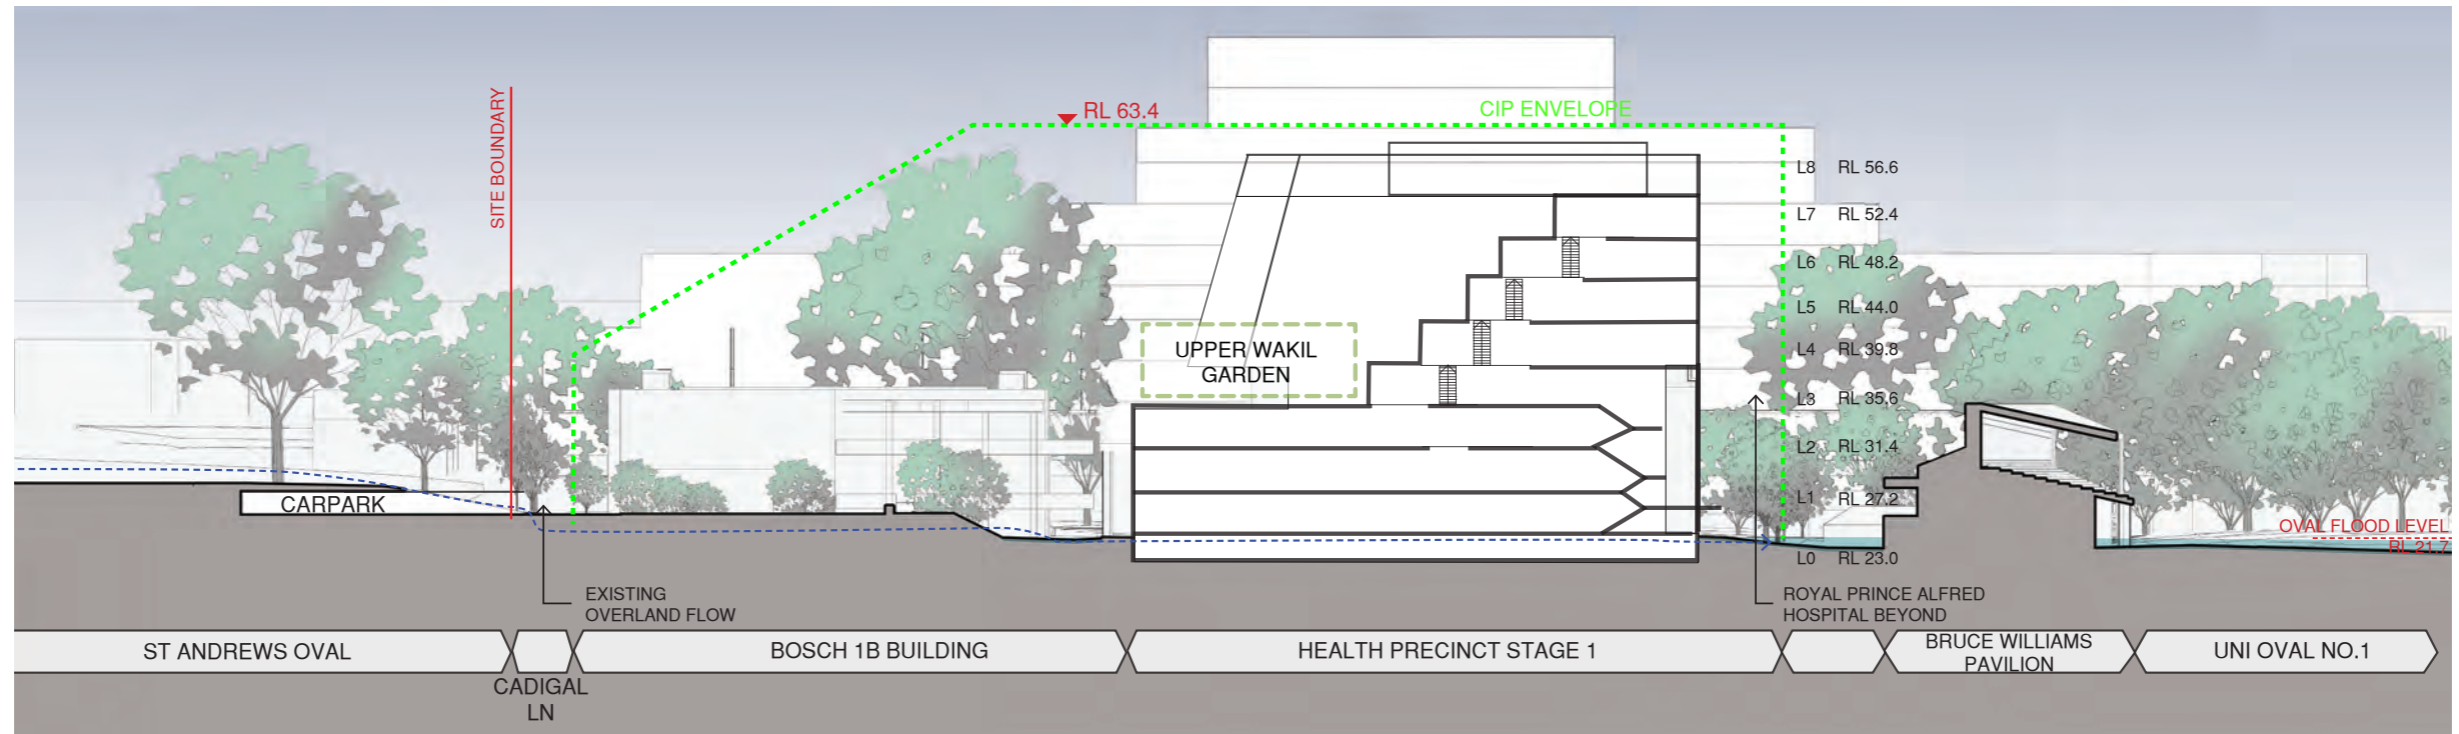 SITE BOUNDARY
RL 63.4
CIP ENVELOPE
L8 RL 56.6
L7 RL 52.4
L6 RL 48.2
L5 RL 44.0
L4 RL 39.8
L3 RL 35.6
L2 RL 31.4
L1 RL 27.2
L0 RL 23.0
UPPER WAKIL
GARDEN
CARPARK
OVAL FLOOD LEVEL
RL 21.7
EXISTING
OVERLAND FLOW
ROYAL PRINCE ALFRED
HOSPITAL BEYOND
ST ANDREWS OVAL
CADIGAL
LN
BOSCH 1B BUILDING
HEALTH PRECINCT STAGE 1
BRUCE WILLIAMS
PAVILION
UNI OVAL NO.1